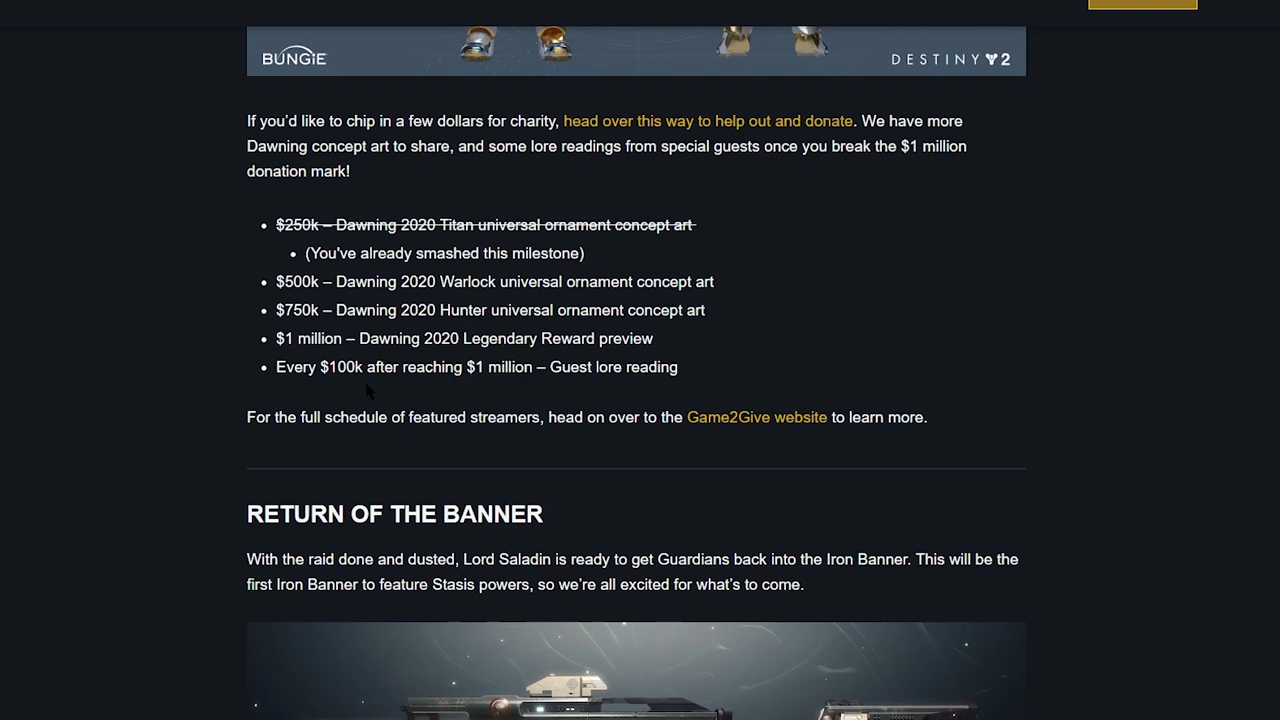 BUNGIE
DESTINY 2
If you’d like to chip in a few dollars for charity, head over this way to help out and donate. We have more
Dawning concept art to share, and some lore readings from special guests once you break the $1 million
donation mark!
$250k – Dawning 2020 Titan universal ornament concept art
(You've already smashed this milestone)
$500k – Dawning 2020 Warlock universal ornament concept art
$750k – Dawning 2020 Hunter universal ornament concept art
$1 million – Dawning 2020 Legendary Reward preview
Every $100k after reaching $1 million – Guest lore reading
For the full schedule of featured streamers, head on over to the Game2Give website to learn more.
RETURN OF THE BANNER
With the raid done and dusted, Lord Saladin is ready to get Guardians back into the Iron Banner. This will be the
first Iron Banner to feature Stasis powers, so we’re all excited for what’s to come.